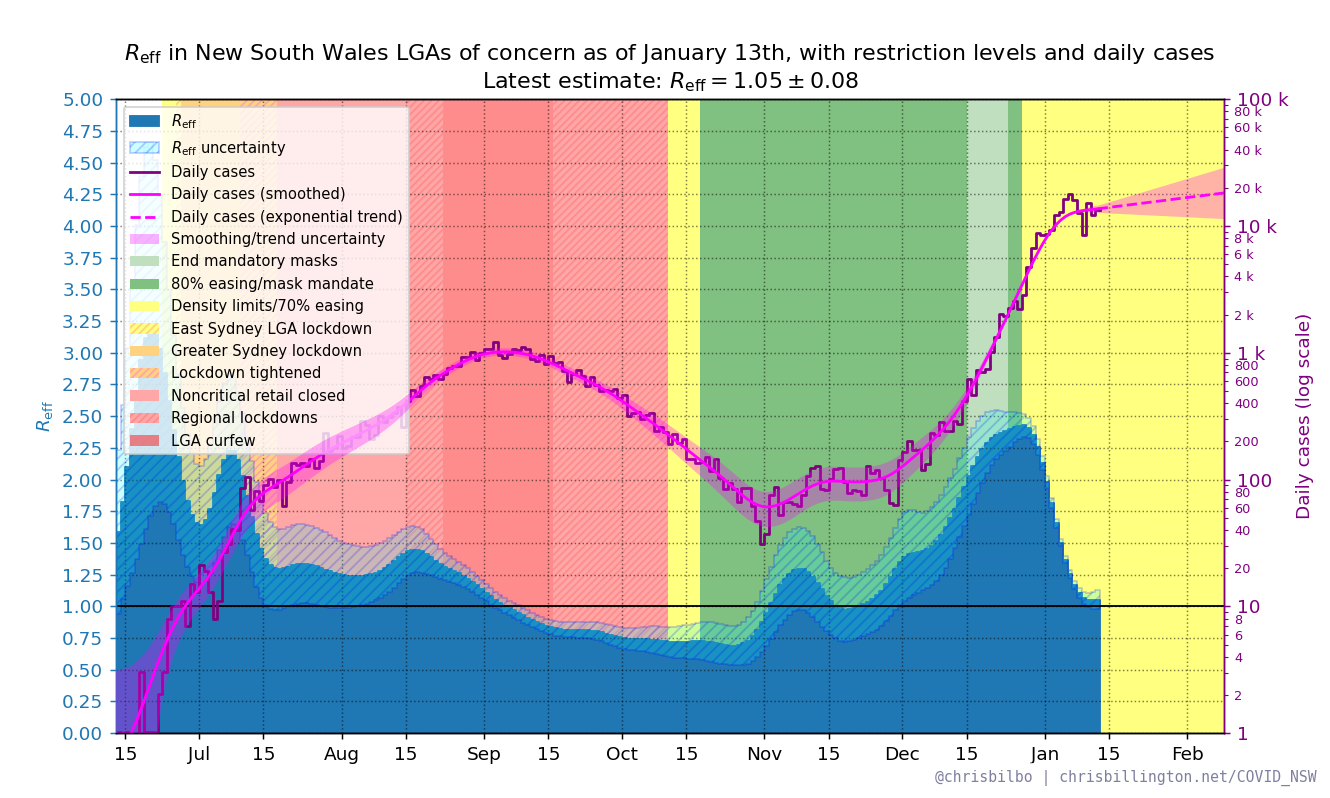 Reff in New South Wales LGAs of concern as of January 13th, with restriction levels and daily cases
Latest estimate: Reff = 1.05 ± 0.08
Reff
5.00
4.75
4.50
4.25
4.00
3.75
3.50
3.25
3.00
2.75
2.50
2.25
2.00
1.75
1.50
1.25
1.00
0.75
0.50
0.25
0.00
Reff
Reff uncertainty
Daily cases
Daily cases (smoothed)
Daily cases (exponential trend)
Smoothing/trend uncertainty
End mandatory masks
80% easing/mask mandate
Density limits/70% easing
East Sydney LGA lockdown
Greater Sydney lockdown
Lockdown tightened
Noncritical retail closed
Regional lockdowns
LGA curfew
100 k
80 k
60 k
40 k
20 k
10 k
8 k
6 k
4 k
2 k
1 k
800
600
400
200
100
80
60
40
20
10
8
6
4
2
1
Daily cases (log scale)
15 Jul 15 Aug 15 Sep 15 Oct 15 Nov 15 Dec 15 Jan 15 Feb
@chrisbilbo | chrisbillington.net/COVID_NSW